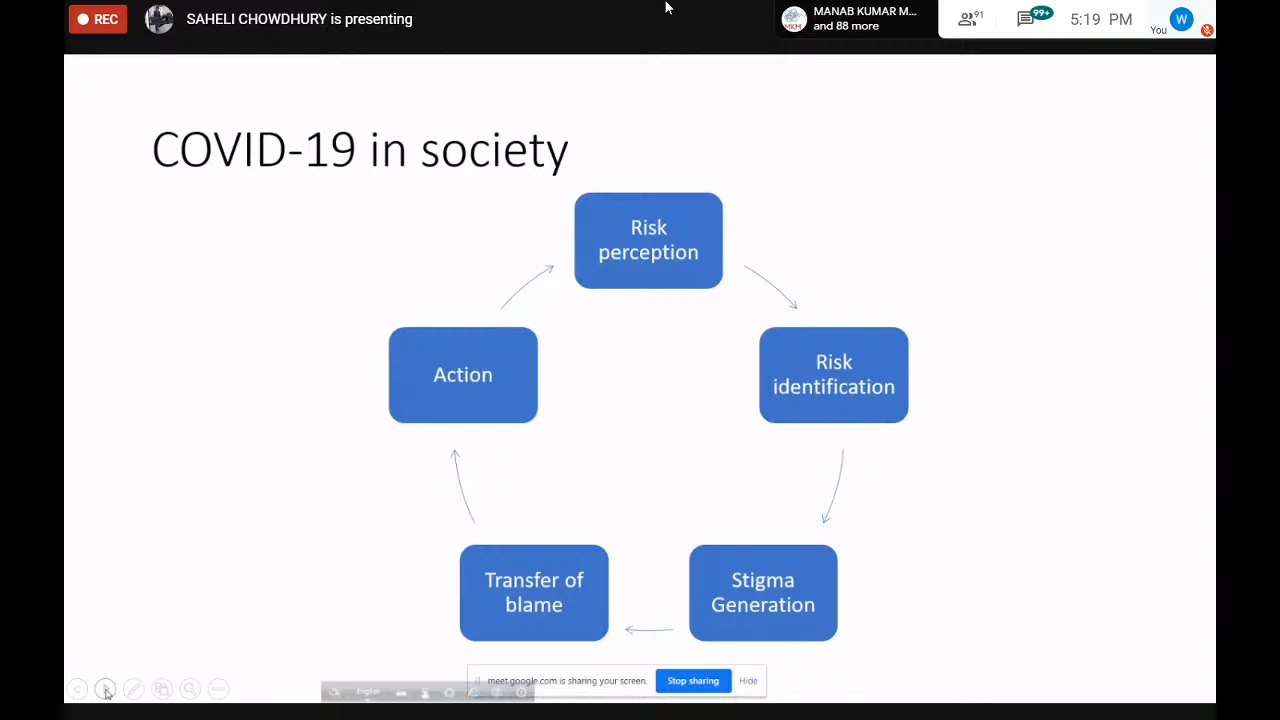 REC
SAHELI CHOWDHURY is presenting
MKM
MANAB KUMAR M...
and 88 more
91
99+
5:19 PM
You
W
COVID-19 in society
Risk
perception
Action
Risk
identification
Transfer of
blame
Stigma
Generation
meet.google.com is sharing your screen.
Stop sharing
Hide
English